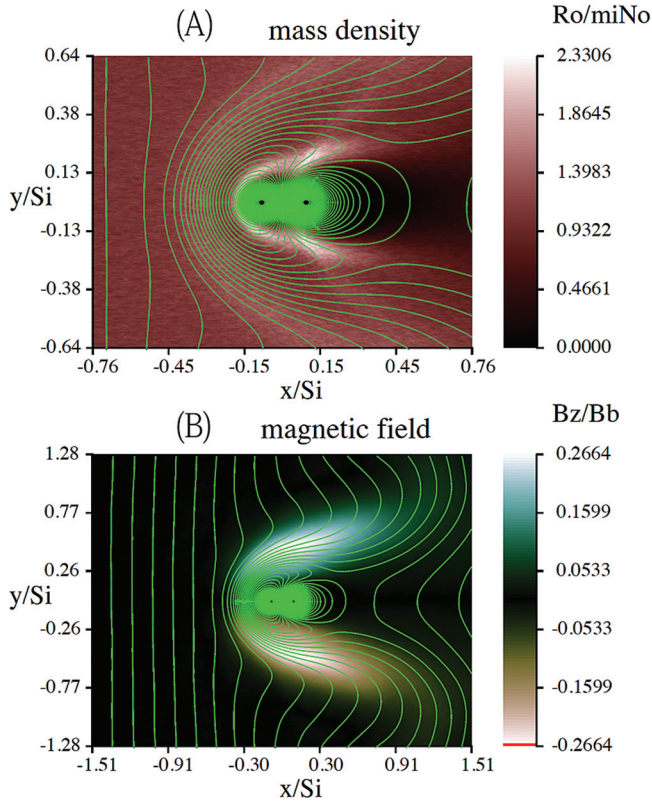 (A) mass density
Ro/miNo
0.64
0.38
0.13
y/Si
-0.13
-0.38
-0.64
-0.76 -0.45 -0.15 0.15 0.45 0.76
x/Si
2.3306
1.8645
1.3983
0.9322
0.4661
0.0000
(B) magnetic field
Bz/Bb
1.28
0.77
0.26
y/Si
-0.26
-0.77
-1.28
-1.51 -0.91 -0.30 0.30 0.91 1.51
x/Si
0.2664
0.1599
0.0533
-0.0533
-0.1599
-0.2664